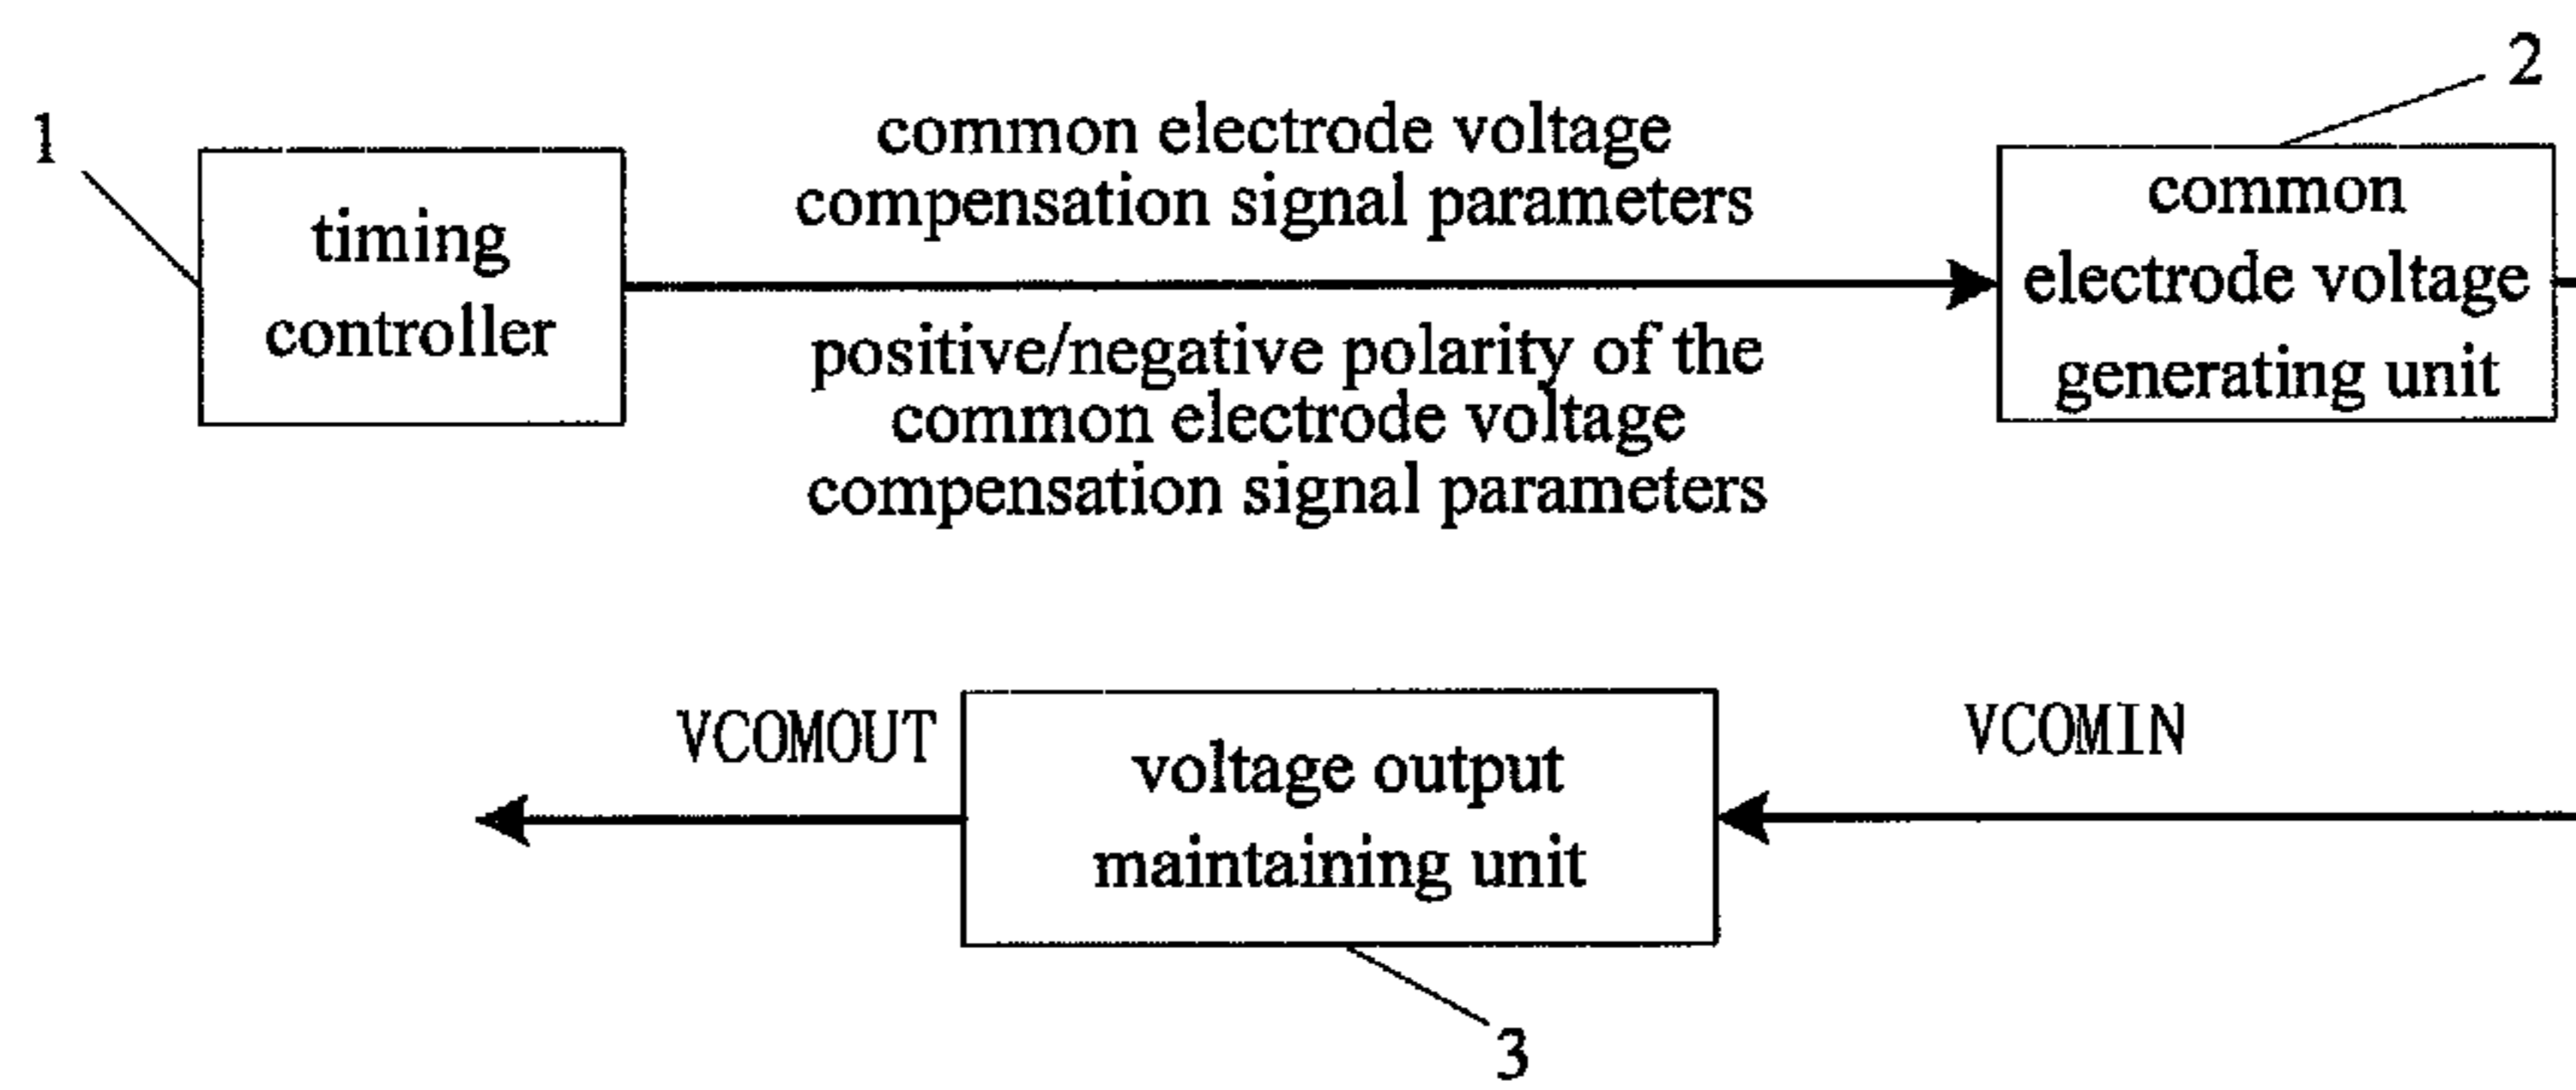 1
timing
controller
common electrode voltage
compensation signal parameters
positive/negative polarity of the
common electrode voltage
compensation signal parameters
2
common
electrode voltage
generating unit
VCOMOUT
voltage output
maintaining unit
VCOMIN
3